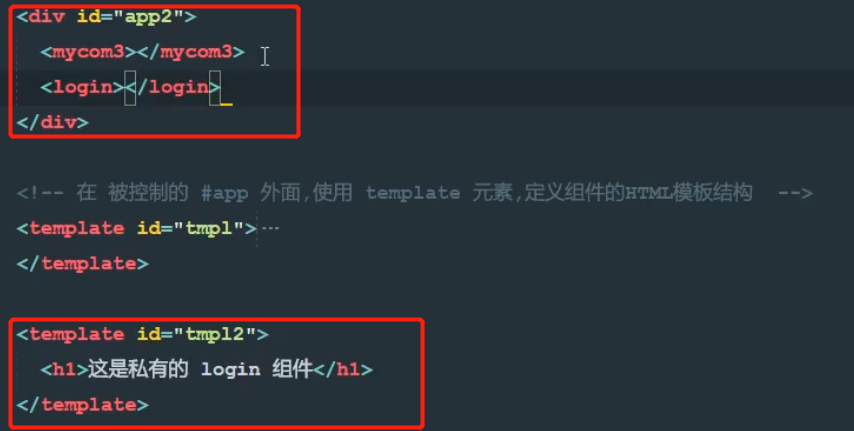 <div id="app2">
<mycom3></mycom3>
<login></login>
</div>
<!-- 在 被控制的 #app 外面,使用 template 元素,定义组件的HTML模板结构 -->
<template id="tmpl">···
</template>
<template id="tmpl2">
<h1>这是私有的 login 组件</h1>
</template>